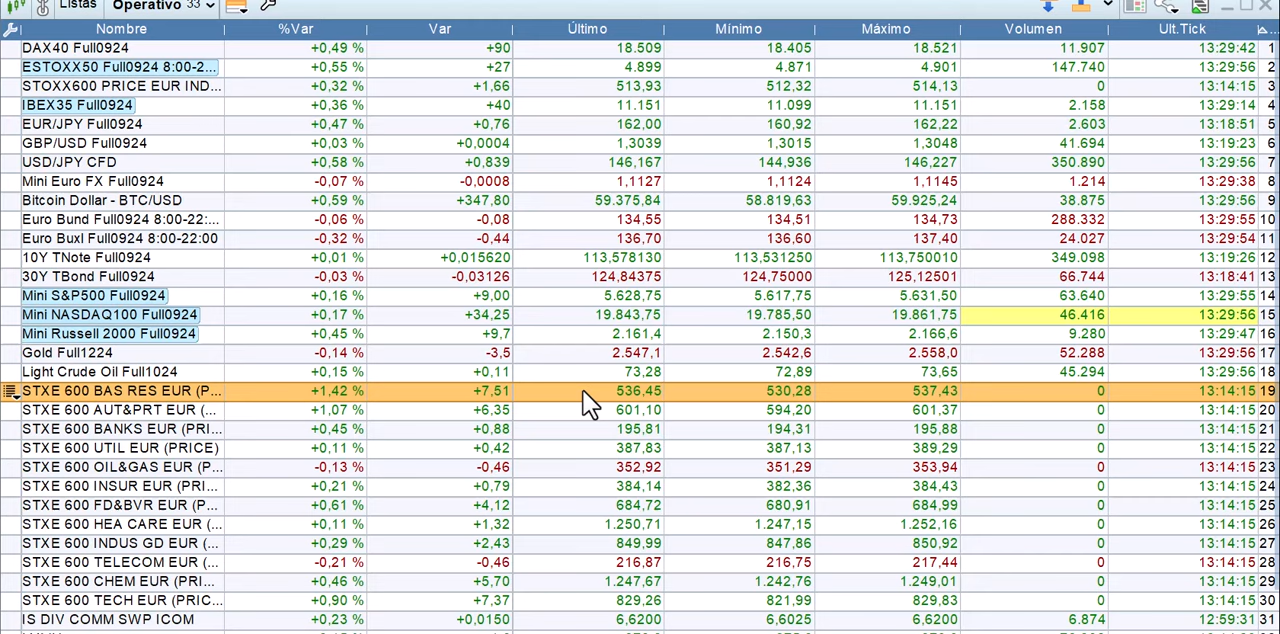 Listas Operativo 33
Nombre %Var Var Último Mínimo Máximo Volumen Ult.Tick
DAX40 Full0924 +0,49 % +90 18.509 18.405 18.521 11.907 13:29:42 1
ESTOXX50 Full0924 8:00-2... +0,55 % +27 4.899 4.871 4.901 147.740 13:29:56 2
STOXX600 PRICE EUR IND... +0,32 % +1,66 513,93 512,32 514,13 0 13:14:15 3
IBEX35 Full0924 +0,36 % +40 11.151 11.099 11.151 2.158 13:29:14 4
EUR/JPY Full0924 +0,47 % +0,76 162,00 160,92 162,22 2.603 13:18:51 5
GBP/USD Full0924 +0,03 % +0,0004 1,3039 1,3015 1,3048 41.694 13:19:23 6
USD/JPY CFD +0,58 % +0,839 146,167 144,936 146,227 350.890 13:29:56 7
Mini Euro FX Full0924 -0,07 % -0,0008 1,1127 1,1124 1,1145 1.214 13:29:38 8
Bitcoin Dollar - BTC/USD +0,59 % +347,80 59.375,84 58.819,63 59.925,24 38.875 13:29:56 9
Euro Bund Full0924 8:00-22:... -0,06 % -0,08 134,55 134,51 134,73 288.332 13:29:55 10
Euro Buxl Full0924 8:00-22:00 -0,32 % -0,44 136,70 136,60 137,40 24.027 13:29:54 11
10Y TNote Full0924 +0,01 % +0,015620 113,578130 113,531250 113,750010 349.098 13:19:26 12
30Y TBond Full0924 -0,03 % -0,03126 124,84375 124,75000 125,12501 66.744 13:18:41 13
Mini S&P500 Full0924 +0,16 % +9,00 5.628,75 5.617,75 5.631,50 63.640 13:29:55 14
Mini NASDAQ100 Full0924 +0,17 % +34,25 19.843,75 19.785,50 19.861,75 46.416 13:29:56 15
Mini Russell 2000 Full0924 +0,45 % +9,7 2.161,4 2.150,3 2.166,6 9.280 13:29:47 16
Gold Full1224 -0,14 % -3,5 2.547,1 2.542,6 2.558,0 52.288 13:29:56 17
Light Crude Oil Full1024 +0,15 % +0,11 73,28 72,89 73,65 45.294 13:29:56 18
STXE 600 BAS RES EUR (P... +1,42 % +7,51 536,45 530,28 537,43 0 13:14:15 19
STXE 600 AUT&PRT EUR (... +1,07 % +6,35 601,10 594,20 601,37 0 13:14:15 20
STXE 600 BANKS EUR (PRI... +0,45 % +0,88 195,81 194,31 195,88 0 13:14:15 21
STXE 600 UTIL EUR (PRICE) +0,11 % +0,42 387,83 387,13 389,29 0 13:14:15 22
STXE 600 OIL&GAS EUR (P... -0,13 % -0,46 352,92 351,29 353,94 0 13:14:15 23
STXE 600 INSUR EUR (PRI... +0,21 % +0,79 384,14 382,36 384,43 0 13:14:15 24
STXE 600 FD&BVR EUR (PRI... +0,61 % +4,12 684,72 680,91 684,99 0 13:14:15 25
STXE 600 HEA CARE EUR (... +0,11 % +1,32 1.250,71 1.247,15 1.252,16 0 13:14:15 26
STXE 600 INDUS GD EUR (... +0,29 % +2,43 849,99 847,86 850,92 0 13:14:15 27
STXE 600 TELECOM EUR (... -0,21 % -0,46 216,87 216,75 217,44 0 13:14:15 28
STXE 600 CHEM EUR (PRI... +0,46 % +5,70 1.247,67 1.242,76 1.249,01 0 13:14:15 29
STXE 600 TECH EUR (PRIC... +0,90 % +7,37 829,26 821,99 829,83 0 13:14:15 30
IS DIV COMM SWP ICOM +0,23 % +0,0150 6,6200 6,6025 6,6200 6.874 12:59:31 31